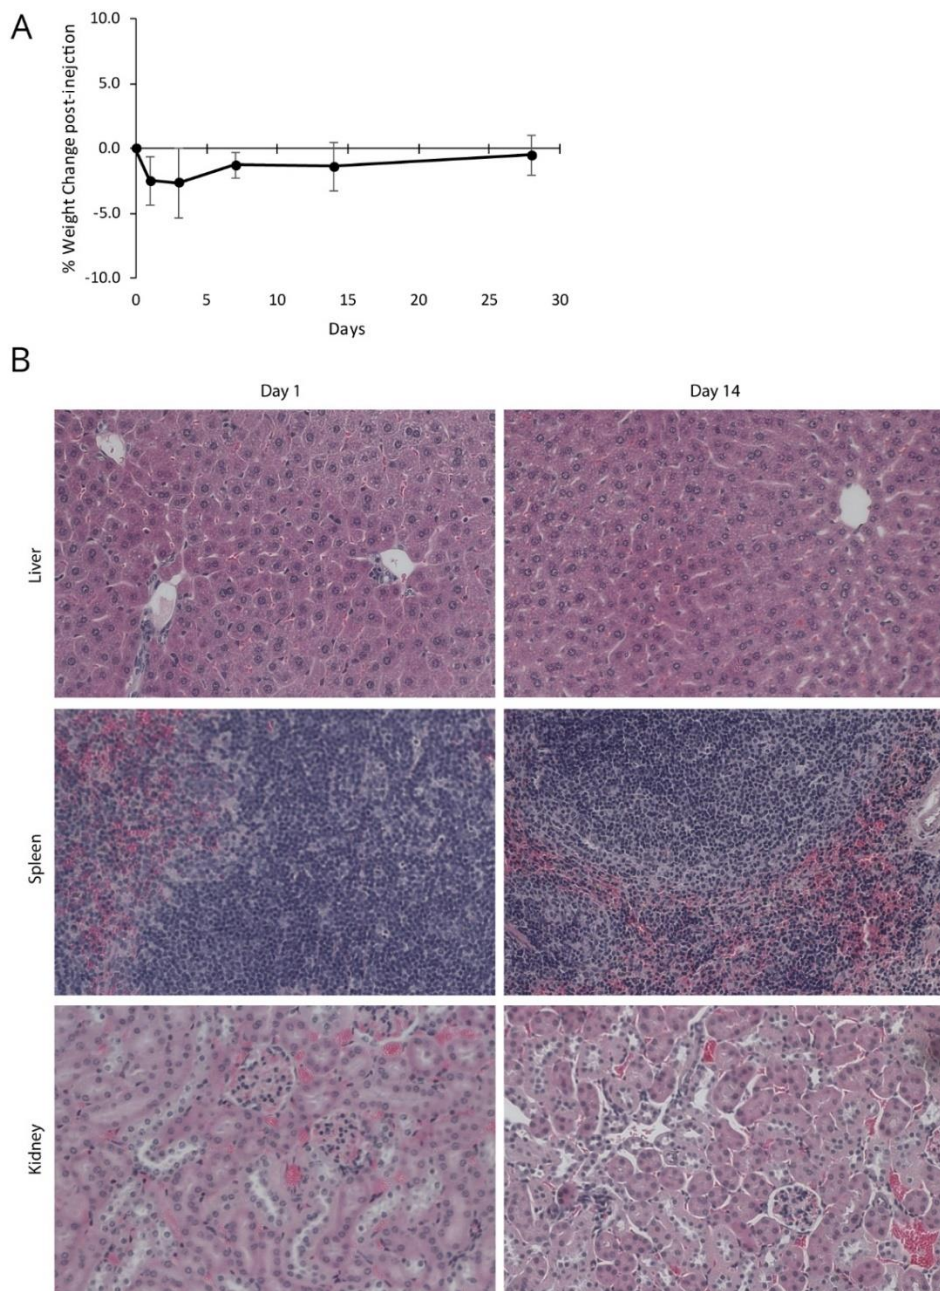 A
% Weight Change post-inejction
10.0
5.0
0.0
-5.0
-10.0
0 5 10 15 20 25 30
Days
B
Day 1 Day 14
Liver
Spleen
Kidney